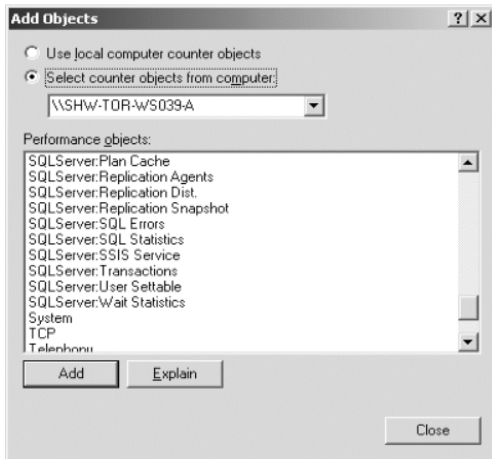 Add Objects
Use local computer counter objects
Select counter objects from computer:
\\SHW-TOR-WS039-A
Performance objects:
SQLServer:Plan Cache
SQLServer:Replication Agents
SQLServer:Replication Dist.
SQLServer:Replication Snapshot
SQLServer:SQL Errors
SQLServer:SQL Statistics
SQLServer:SSIS Service
SQLServer:Transactions
SQLServer:User Settable
SQLServer:Wait Statistics
System
TCP
Telephony
Add Explain
Close